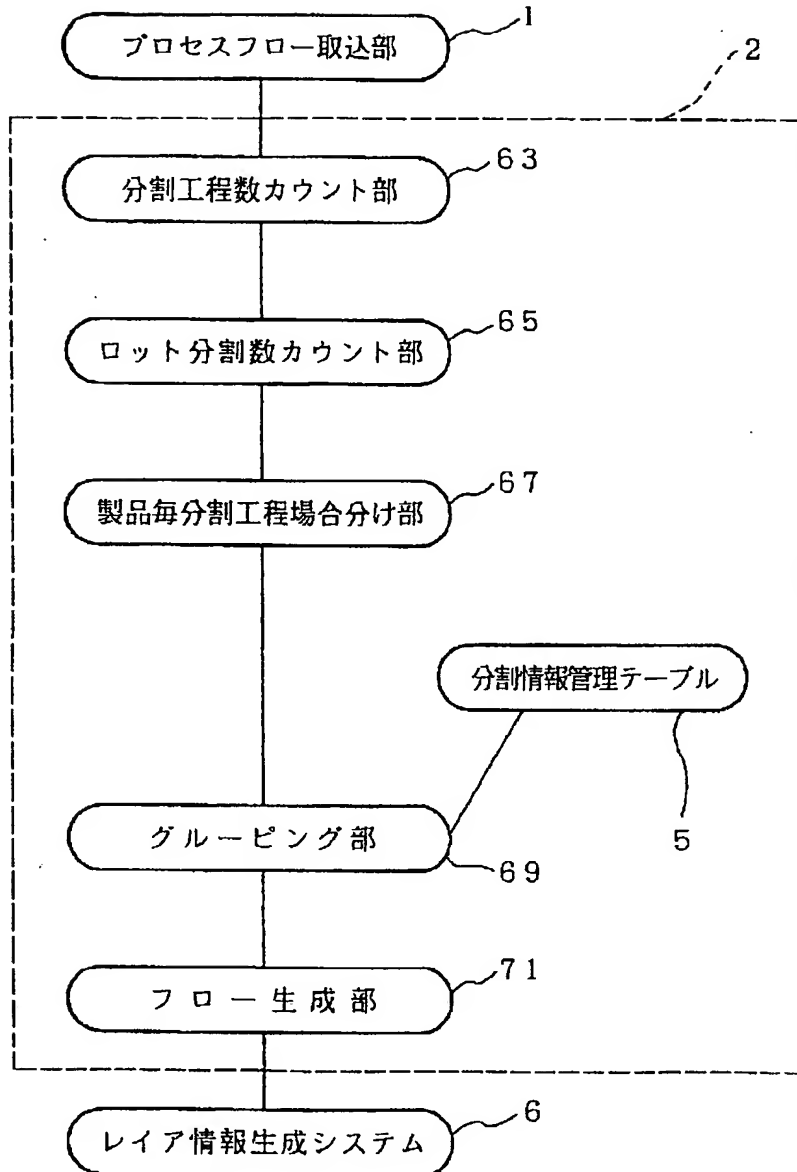 プロセスフロー取込部
1
2
分割工程数カウント部
63
ロット分割数カウント部
65
製品毎分割工程場合分け部
67
分割情報管理テーブル
5
グルーピング部
69
フロー生成部
71
レイア情報生成システム
6